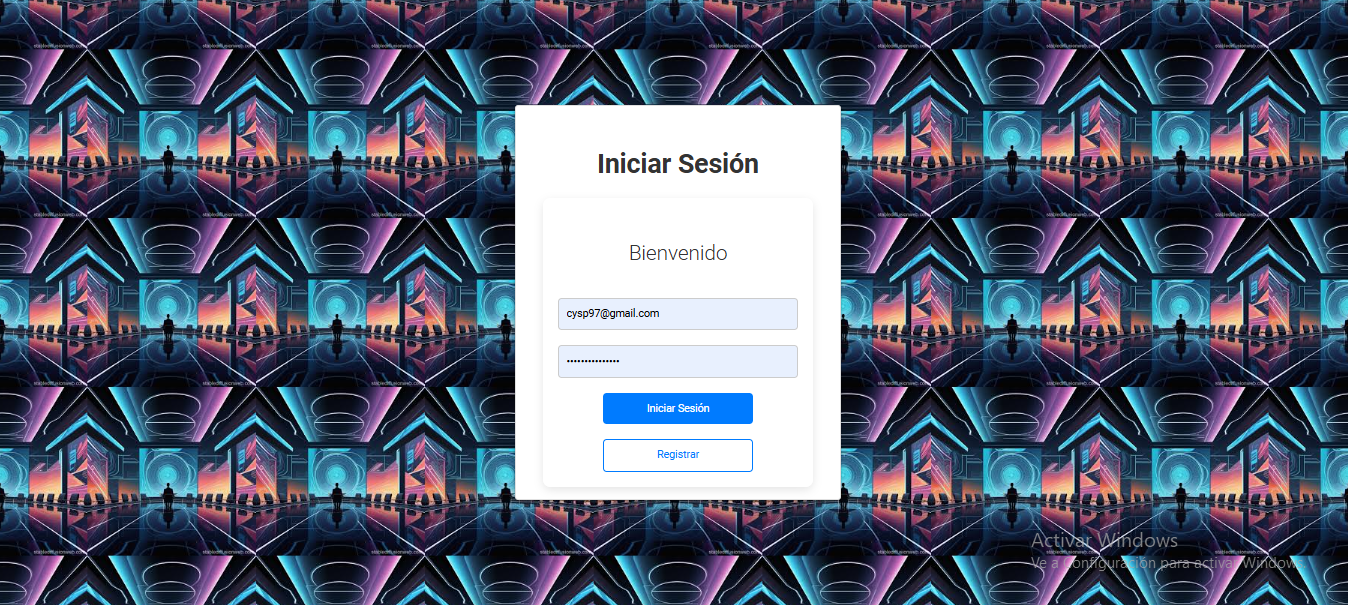 Iniciar Sesión
Bienvenido
cysp97@gmail.com
Iniciar Sesión
Registrar
Activar Windows
Ve a Configuración para activar Windows.